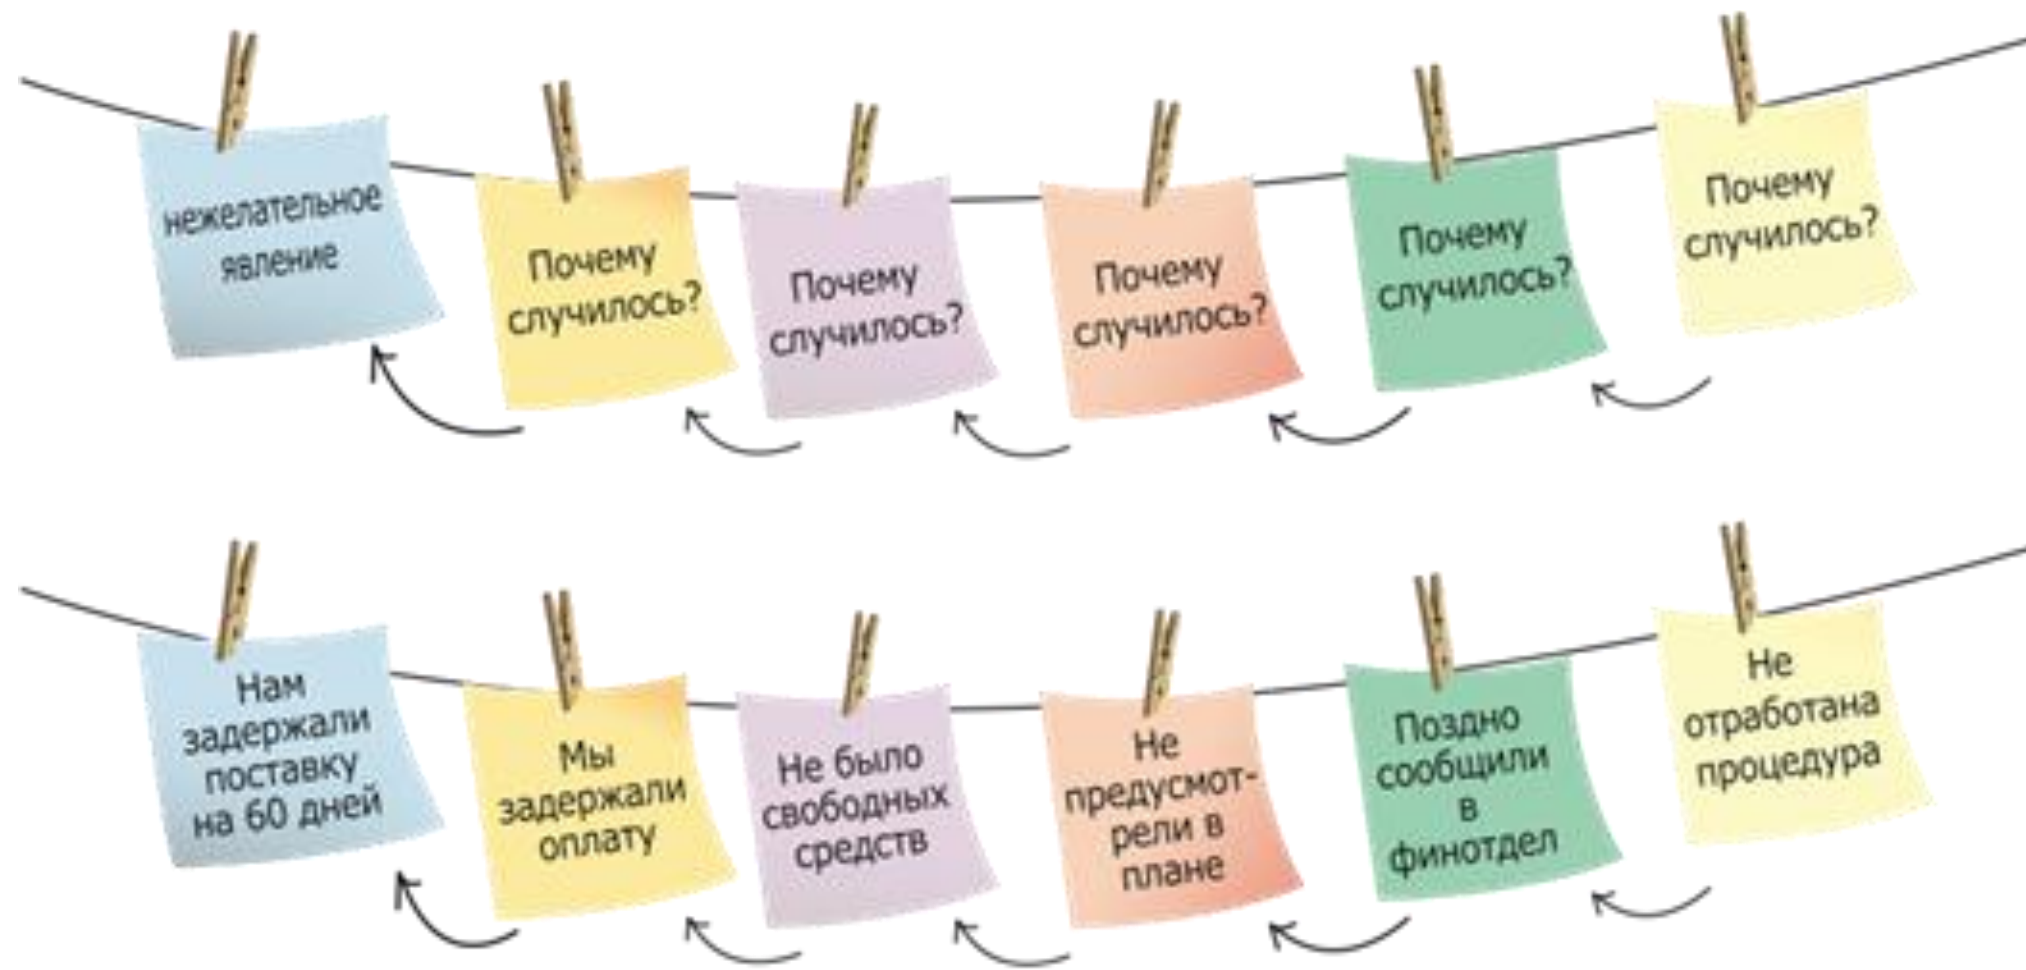 нежелательное
явление
Почему
случилось?
Почему
случилось?
Почему
случилось?
Почему
случилось?
Почему
случилось?
Нам
задержали
поставку
на 60 дней
Мы
задержали
оплату
Не было
свободных
средств
Не
предусмот-
рели в
плане
Поздно
сообщили
в
финотдел
Не
отработана
процедура